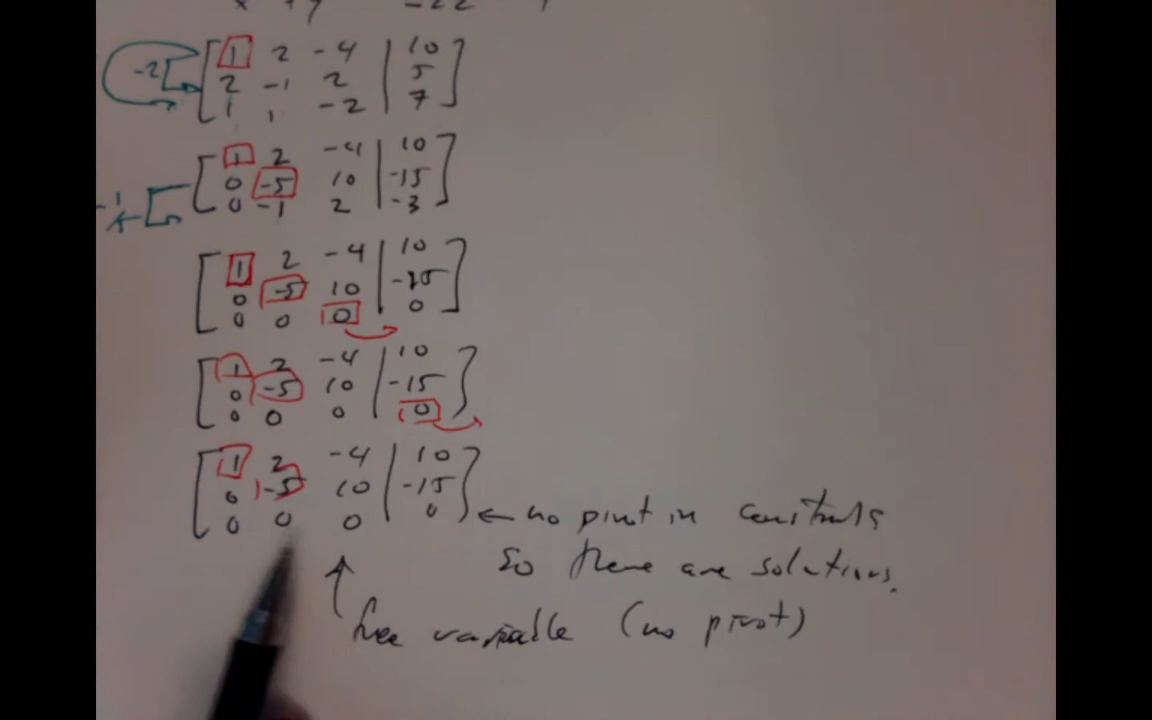 -2 [ 1 2 -4 | 10 ]
[ 2 -1 2 | 5 ]
[ 1 1 -2 | 7 ]
[ 1 2 -4 | 10 ]
[ 0 -5 10 | -15 ]
[ 0 -1 2 | -3 ]
[ 1 2 -4 | 10 ]
[ 0 -5 10 | -15 ]
[ 0 0 0 | 0 ]
[ 1 2 -4 | 10 ]
[ 0 -5 10 | -15 ]
[ 0 0 0 | 0 ]
[ 1 2 -4 | 10 ]
[ 0 -5 10 | -15 ]
[ 0 0 0 | 0 ] ← no pivot in constants
so there are solutions.
↑ free variable (no pivot)